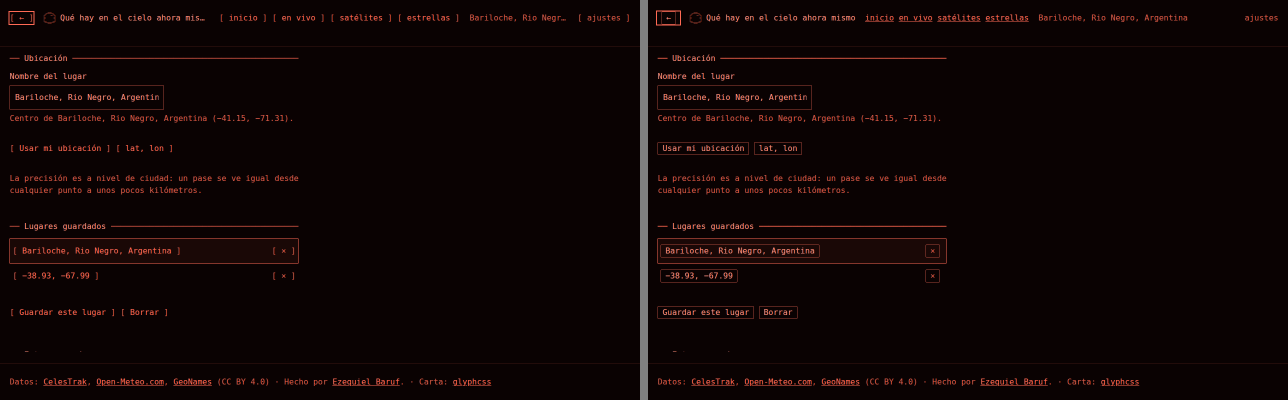 [ ← ] Qué hay en el cielo ahora mis… [ inicio ] [ en vivo ] [ satélites ] [ estrellas ] Bariloche, Río Negr… [ ajustes ]
Ubicación
Nombre del lugar
Bariloche, Rio Negro, Argentin
Centro de Bariloche, Rio Negro, Argentina (−41.15, −71.31).
[ Usar mi ubicación ] [ lat, lon ]
La precisión es a nivel de ciudad: un pase se ve igual desde
cualquier punto a unos pocos kilómetros.
Lugares guardados
[ Bariloche, Rio Negro, Argentina ] [ × ]
[ −38.93, −67.99 ] [ × ]
[ Guardar este lugar ] [ Borrar ]
Datos: CelesTrak, Open-Meteo.com, GeoNames (CC BY 4.0) · Hecho por Ezequiel Baruf. · Carta: glyphcss
← Qué hay en el cielo ahora mismo inicio en vivo satélites estrellas Bariloche, Rio Negro, Argentina ajustes
Ubicación
Nombre del lugar
Bariloche, Rio Negro, Argentin
Centro de Bariloche, Rio Negro, Argentina (−41.15, −71.31).
Usar mi ubicación lat, lon
La precisión es a nivel de ciudad: un pase se ve igual desde
cualquier punto a unos pocos kilómetros.
Lugares guardados
Bariloche, Rio Negro, Argentina ×
−38.93, −67.99 ×
Guardar este lugar Borrar
Datos: CelesTrak, Open-Meteo.com, GeoNames (CC BY 4.0) · Hecho por Ezequiel Baruf. · Carta: glyphcss